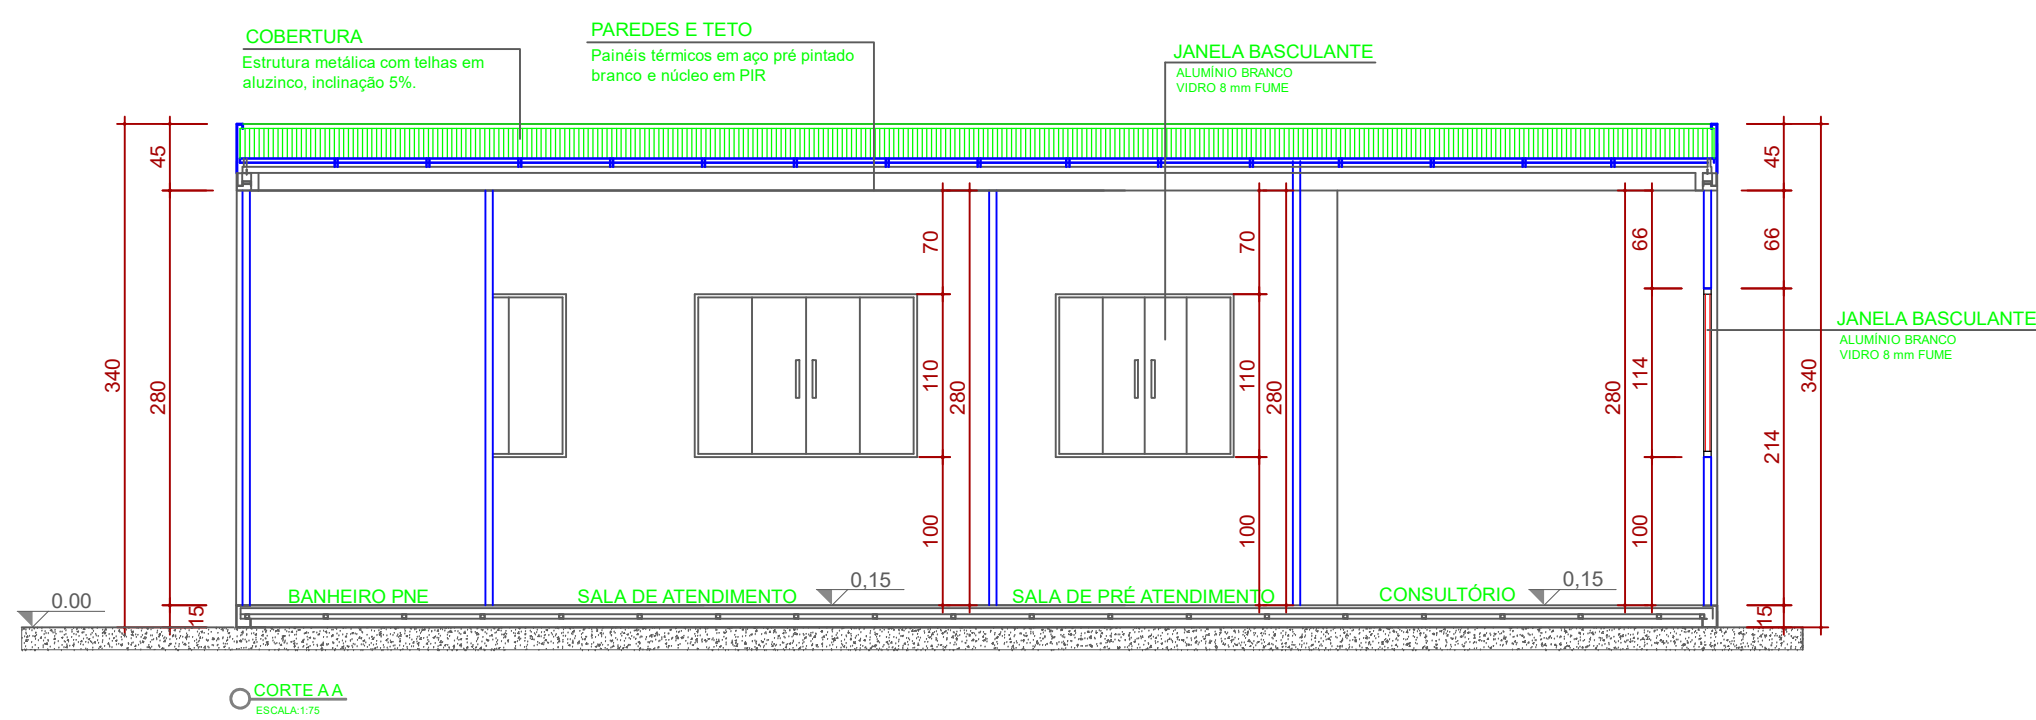 COBERTURA
Estrutura metálica com telhas em
aluzinco, inclinação 5%.
PAREDES E TETO
Painéis térmicos em aço pré pintado
branco e núcleo em PIR
JANELA BASCULANTE
ALUMÍNIO BRANCO
VIDRO 8 mm FUME
45
45
70
70
66
66
JANELA BASCULANTE
ALUMÍNIO BRANCO
VIDRO 8 mm FUME
340
280
110
280
110
280
280
114
340
214
100
100
100
0.00
15
BANHEIRO PNE
SALA DE ATENDIMENTO
0,15
SALA DE PRÉ ATENDIMENTO
CONSULTÓRIO
0,15
15
CORTE A A
ESCALA:1:75